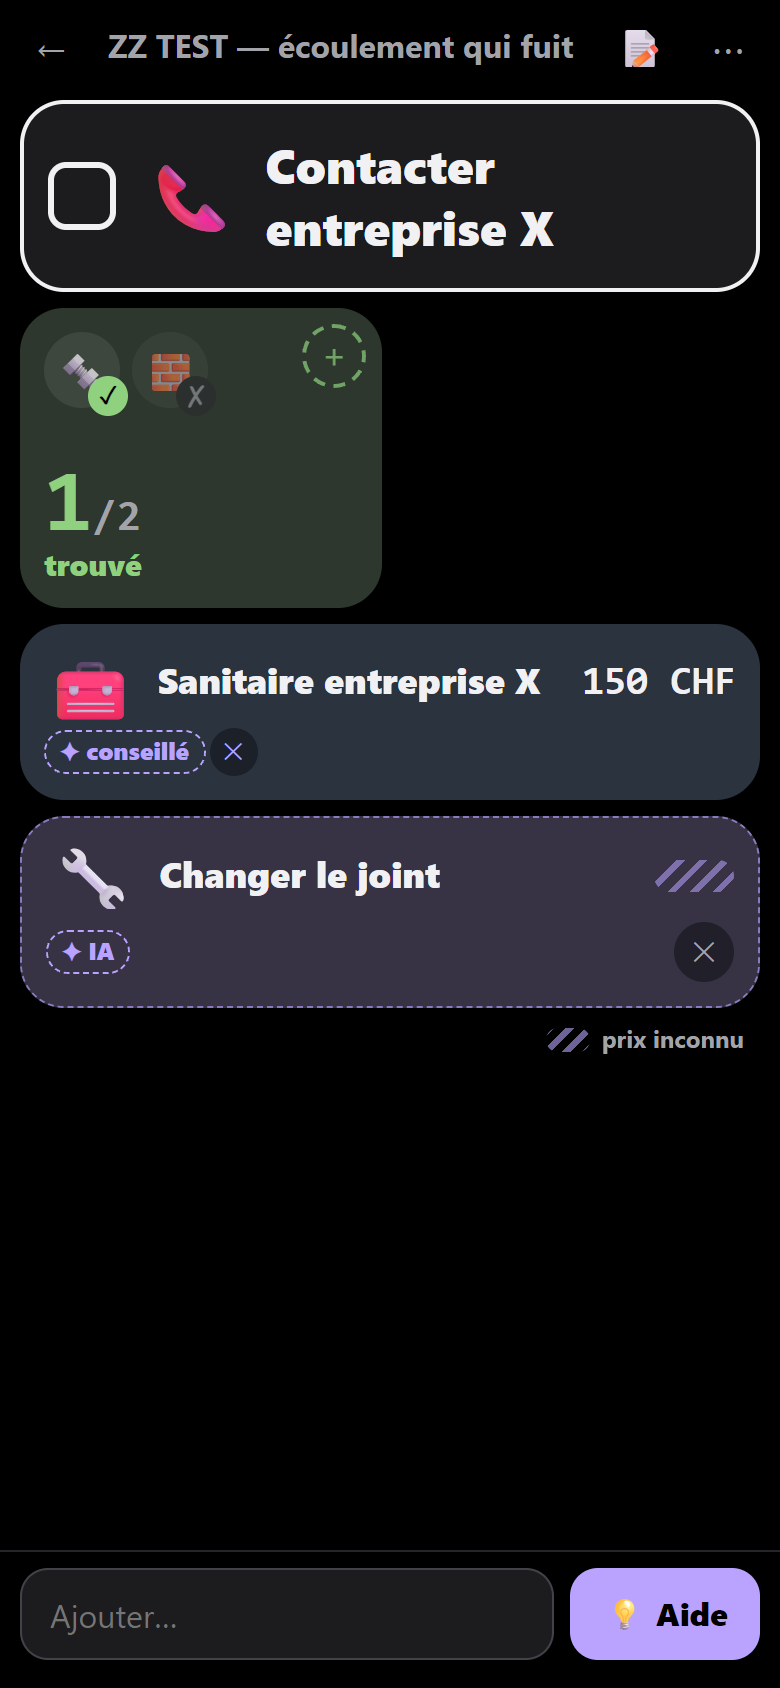 ← ZZ TEST — écoulement qui fuit ...
Contacter
entreprise X
+
✓ ✗
1/2
trouvé
Sanitaire entreprise X 150 CHF
✦ conseillé ×
Changer le joint
✦ IA ×
prix inconnu
Ajouter... Aide